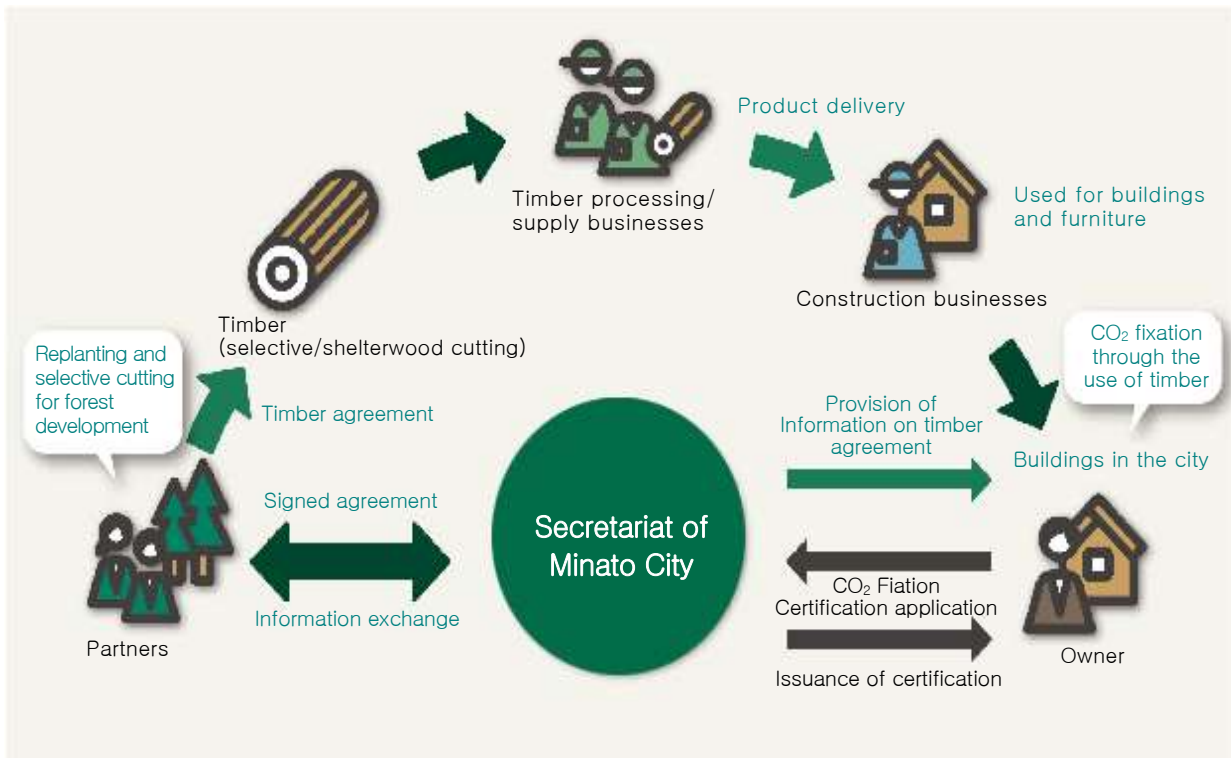 Product delivery
Timber processing/
supply businesses
Used for buildings
and furniture
Construction businesses
Timber
(selective/shelterwood cutting)
Replanting and
selective cutting
for forest
development
CO₂ fixation
through the
use of timber
Timber agreement
Provision of
Information on timber
agreement
Buildings in the city
Signed agreement
Secretariat of
Minato City
CO₂ Fiation
Certification application
Information exchange
Partners
Owner
Issuance of certification